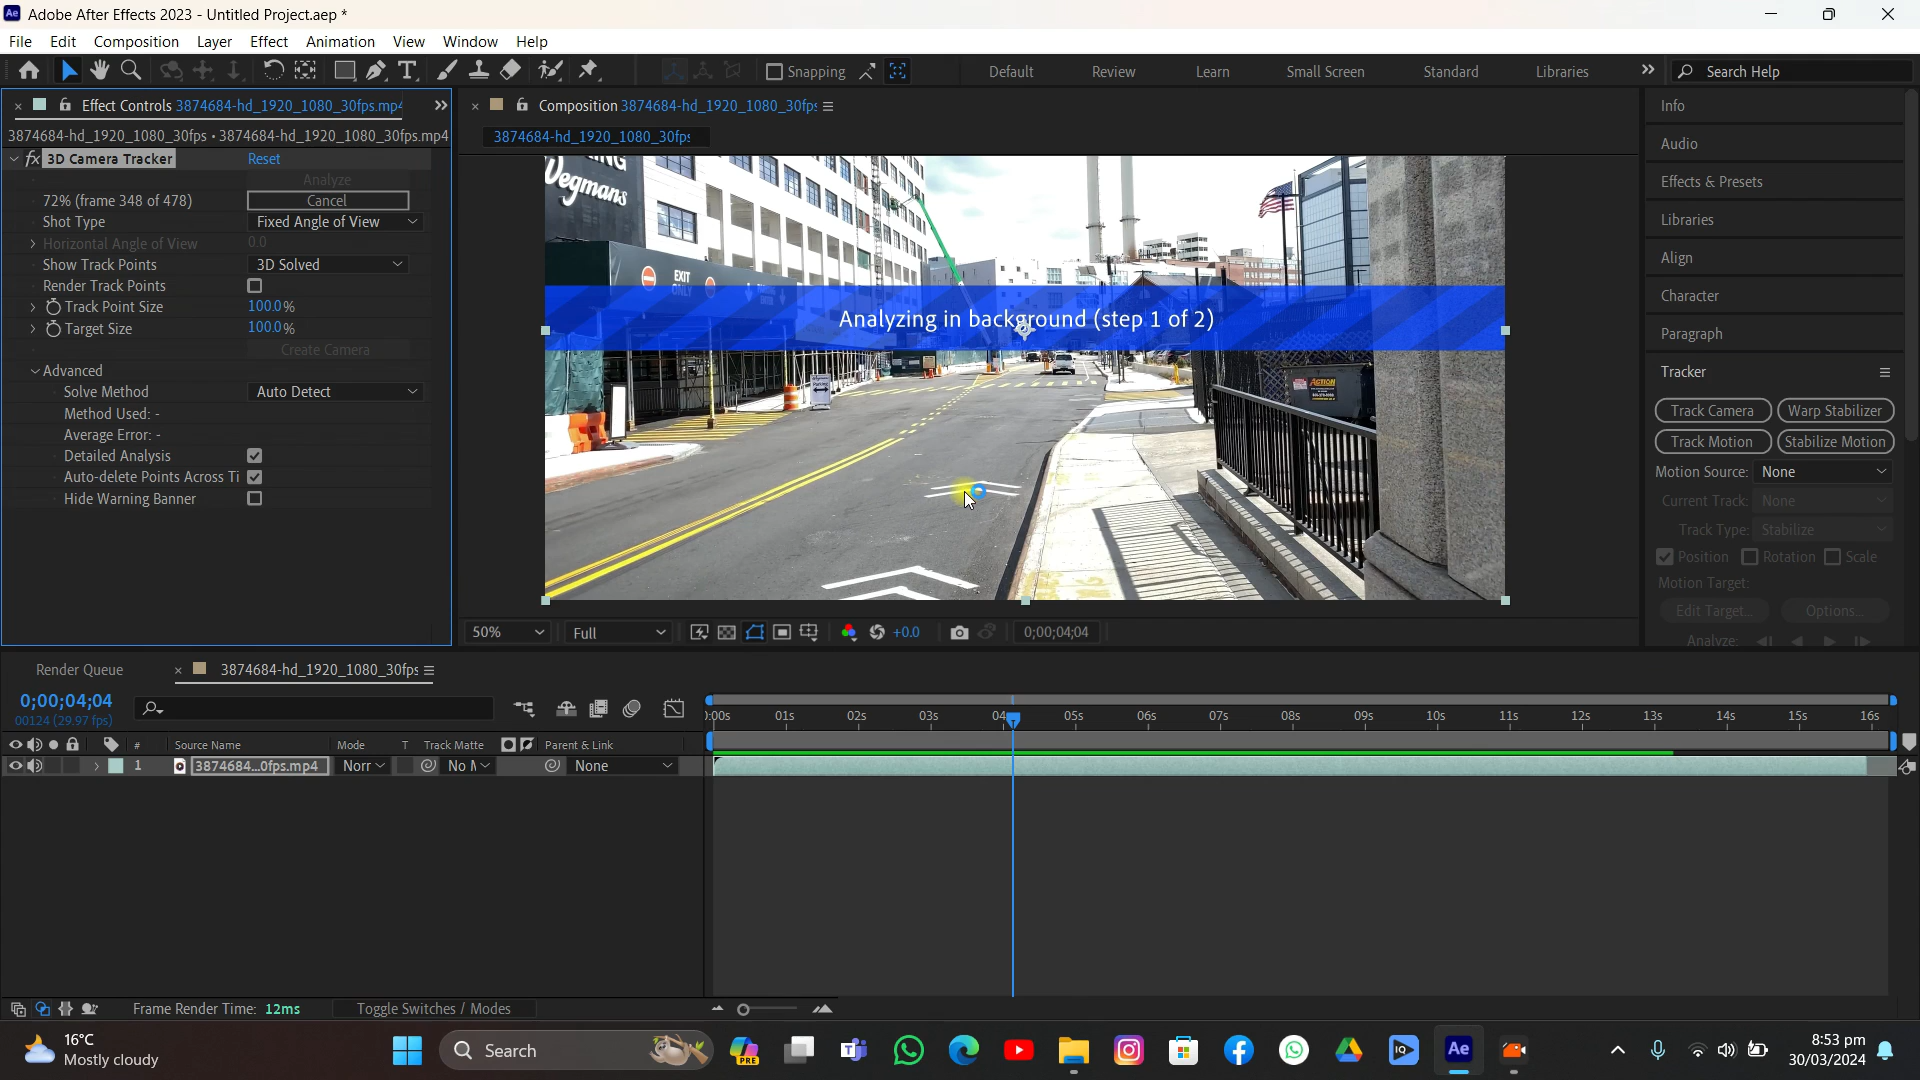 Adobe After Effects 2023 - Untitled Project.aep *
File Edit Composition Layer Effect Animation View Window Help
Snapping Default Review Learn Small Screen Standard Libraries Search Help
Effect Controls 3874684-hd_1920_1080_30fps.mp4
3874684-hd_1920_1080_30fps • 3874684-hd_1920_1080_30fps.mp4
fx 3D Camera Tracker Reset
Analyze
72% (frame 348 of 478) Cancel
Shot Type Fixed Angle of View
Horizontal Angle of View 0.0
Show Track Points 3D Solved
Render Track Points
Track Point Size 100.0%
Target Size 100.0%
Create Camera
Advanced
Solve Method Auto Detect
Method Used: -
Average Error: -
Detailed Analysis
Auto-delete Points Across Ti
Hide Warning Banner
Composition 3874684-hd_1920_1080_30fps
3874684-hd_1920_1080_30fps
Wegmans
EXIT
ONLY
Analyzing in background (step 1 of 2)
ACTION
50% Full +0.0 0;00;04;04
Info
Audio
Effects & Presets
Libraries
Align
Character
Paragraph
Tracker
Track Camera Warp Stabilizer
Track Motion Stabilize Motion
Motion Source: None
Current Track: None
Track Type: Stabilize
Position Rotation Scale
Motion Target:
Edit Target... Options...
Analyze:
Render Queue 3874684-hd_1920_1080_30fps
0;00;04;04
00124 (29.97 fps)
):00s 01s 02s 03s 04 05s 06s 07s 08s 09s 10s 11s 12s 13s 14s 15s 16s
# Source Name Mode T Track Matte Parent & Link
1 3874684...0fps.mp4 Norr No M None
Frame Render Time: 12ms Toggle Switches / Modes
16°C
Mostly cloudy
Search
PRE
IQ
Ae
8:53 pm
30/03/2024